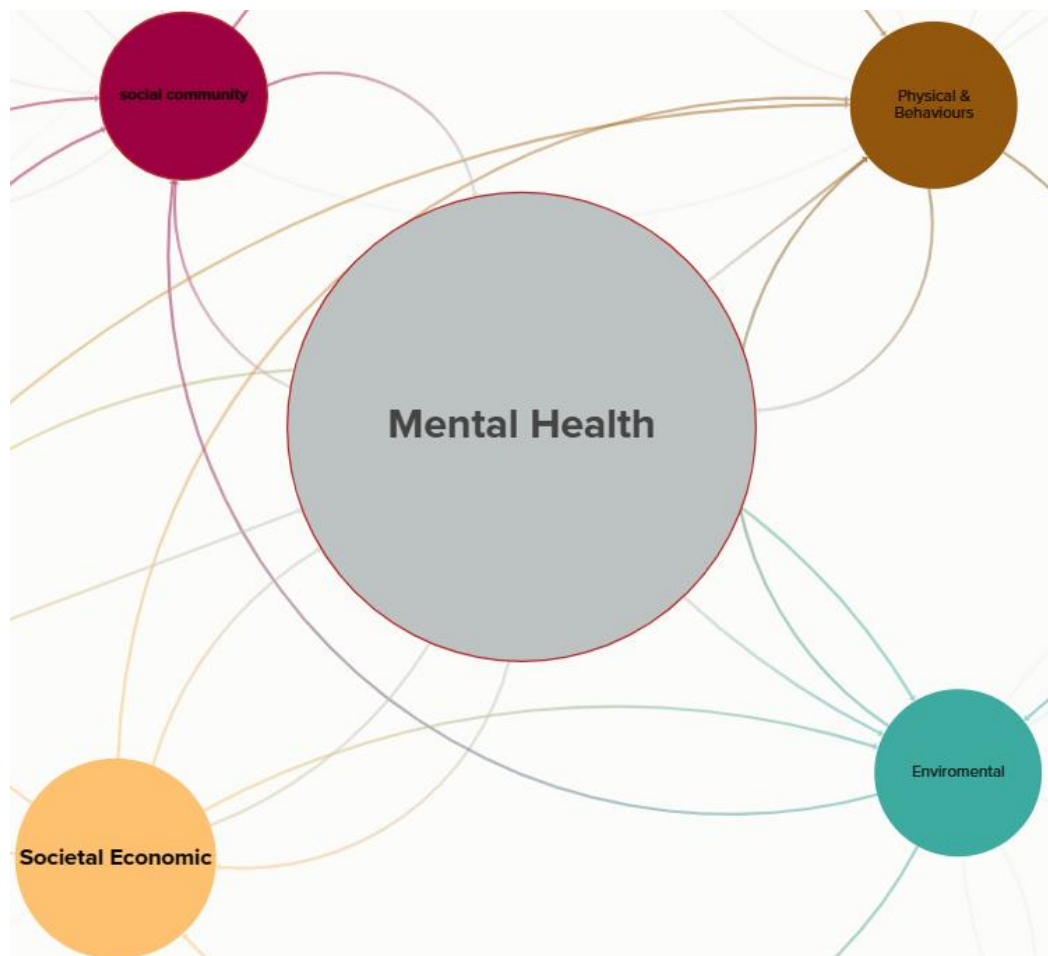 social community
Physical &
Behaviours
Mental Health
Enviromental
Societal Economic